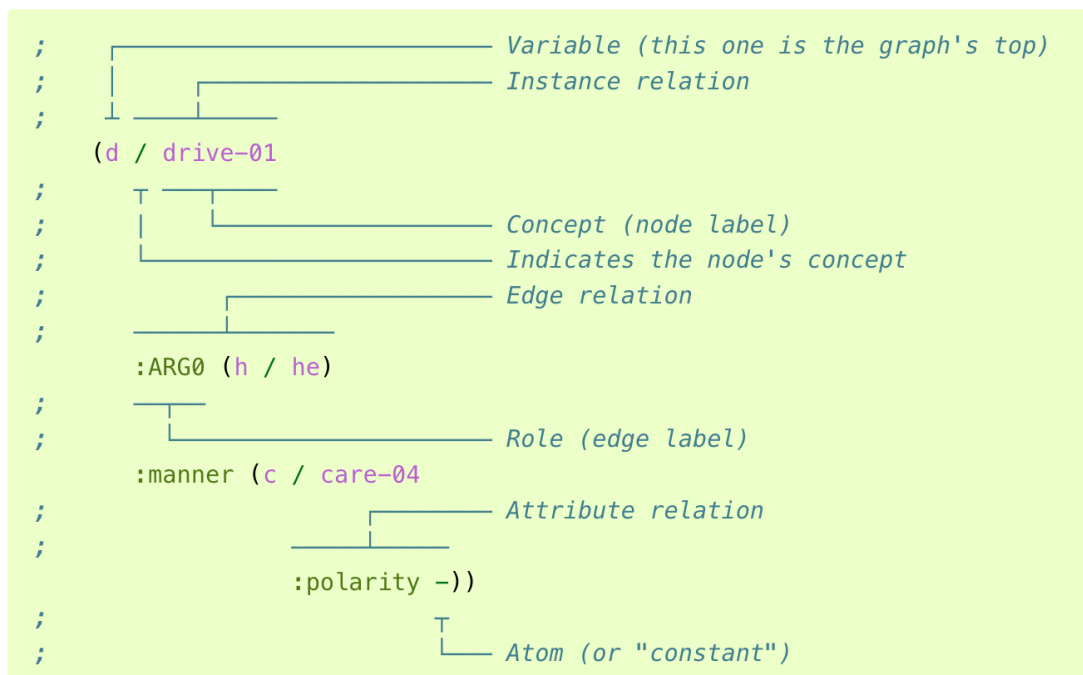 ; ┌────────────────────────── Variable (this one is the graph's top)
; │     ┌──────────────────── Instance relation
; ┴ ────┴─────
(d / drive-01
; ┬ ───┬────
; │    └─────────────────── Concept (node label)
; └──────────────────────── Indicates the node's concept
;       ┌────────────────── Edge relation
; ──────┴───────
:ARG0 (h / he)
; ──┬──
;   └────────────────────── Role (edge label)
:manner (c / care-04
;      ┌──────── Attribute relation
; ─────┴─────
:polarity -))
; ┬
; └─── Atom (or "constant")